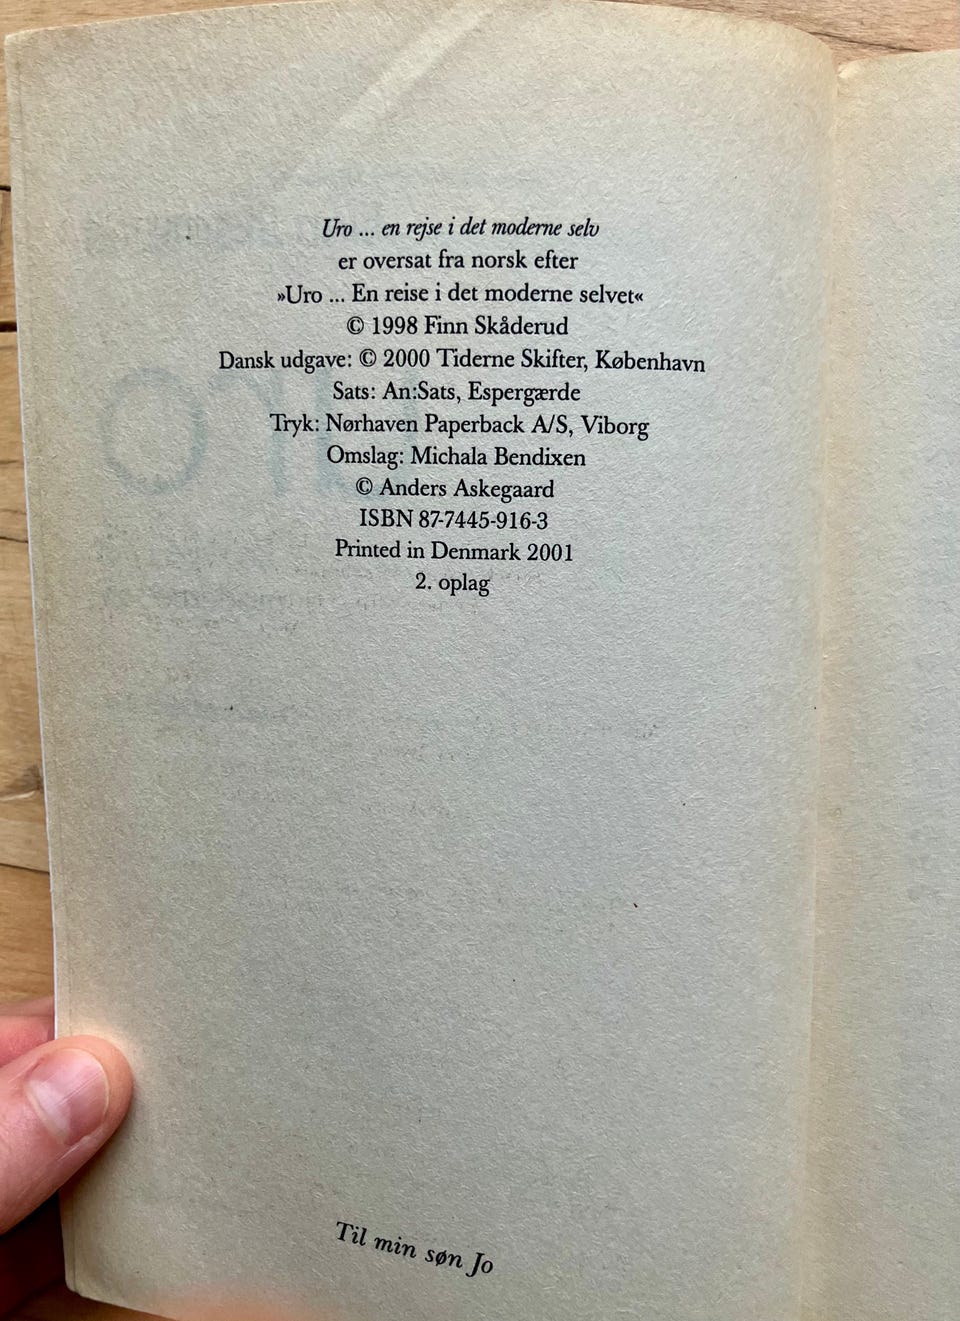 Uro ... en rejse i det moderne selv
er oversat fra norsk efter
»Uro ... En reise i det moderne selvet«
© 1998 Finn Skåderud
Dansk udgave: © 2000 Tiderne Skifter, København
Sats: An:Sats, Espergærde
Tryk: Nørhaven Paperback A/S, Viborg
Omslag: Michala Bendixen
© Anders Askegaard
ISBN 87-7445-916-3
Printed in Denmark 2001
2. oplag
Til min søn Jo